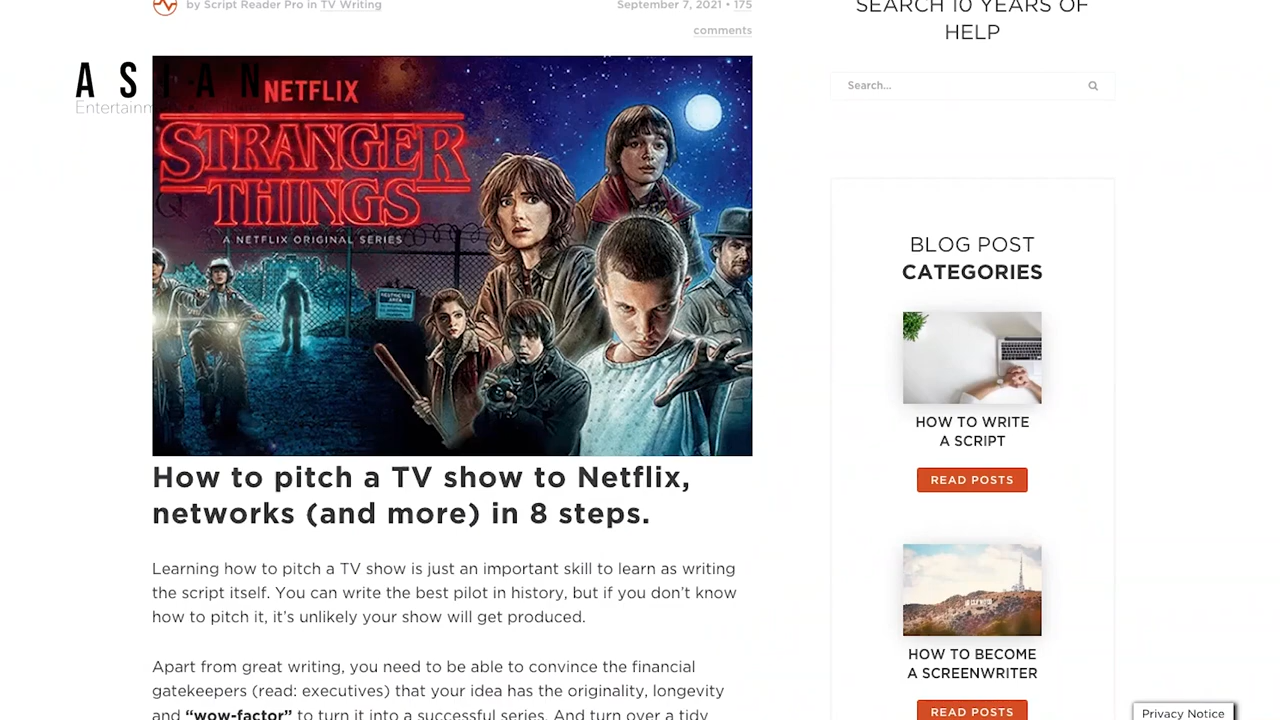 by Script Reader Pro in TV Writing
September 7, 2021 • 175
comments
ASIAN
Entertainm
NETFLIX
STRANGER
THINGS
A NETFLIX ORIGINAL SERIES
RESTRICTED
AREA
How to pitch a TV show to Netflix,
networks (and more) in 8 steps.
Learning how to pitch a TV show is just an important skill to learn as writing
the script itself. You can write the best pilot in history, but if you don’t know
how to pitch it, it’s unlikely your show will get produced.
Apart from great writing, you need to be able to convince the financial
gatekeepers (read: executives) that your idea has the originality, longevity
and “wow-factor” to turn it into a successful series. And turn over a tidy
SEARCH 10 YEARS OF
HELP
Search...
BLOG POST
CATEGORIES
HOW TO WRITE
A SCRIPT
READ POSTS
HOW TO BECOME
A SCREENWRITER
READ POSTS
Privacy Notice